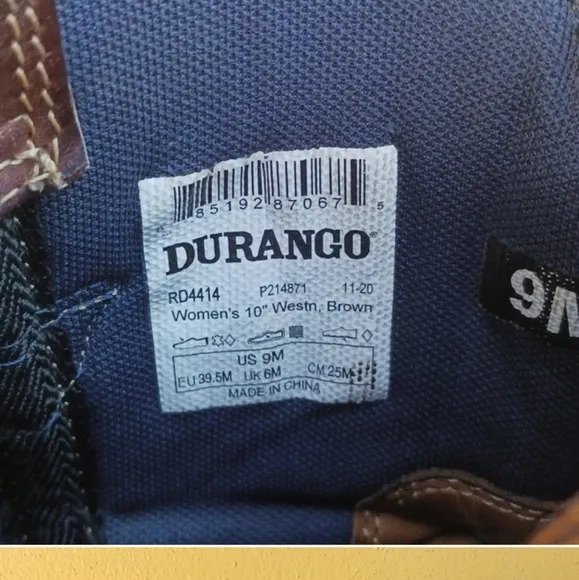 85192 87067 5
DURANGO®
RD4414 P214871 11-20
Women's 10" Westn, Brown
US 9M
EU 39.5M UK 6M CM 25M
MADE IN CHINA
9M